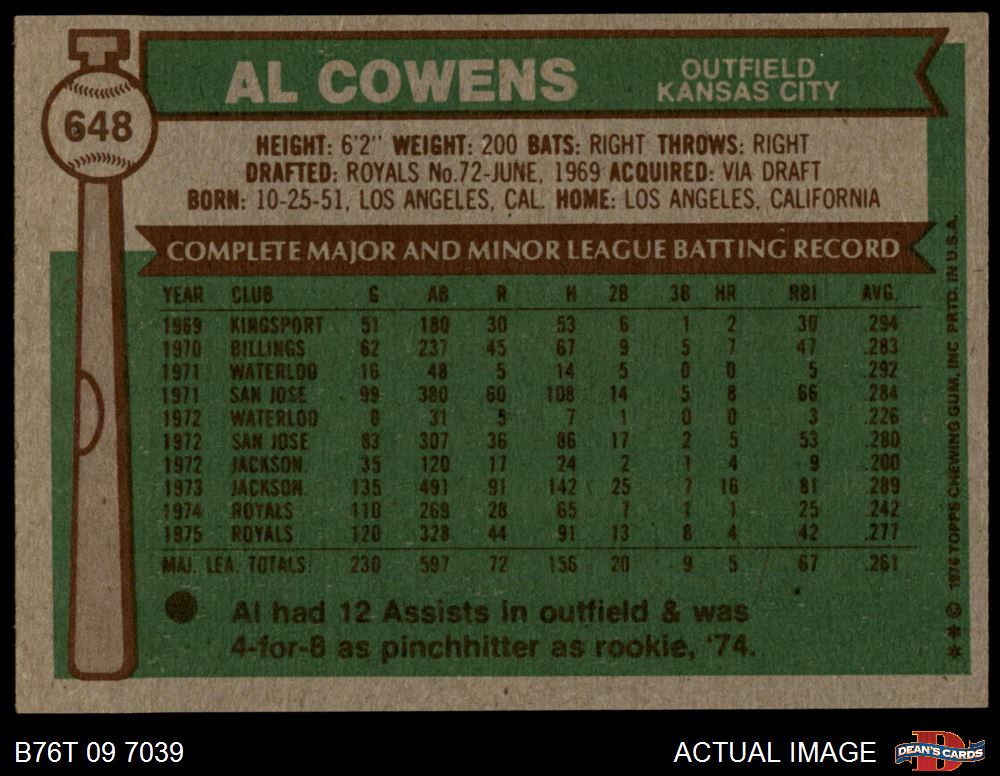 648
AL COWENS
OUTFIELD
KANSAS CITY
HEIGHT: 6'2" WEIGHT: 200 BATS: RIGHT THROWS: RIGHT
DRAFTED: ROYALS No.72-JUNE, 1969 ACQUIRED: VIA DRAFT
BORN: 10-25-51, LOS ANGELES, CAL. HOME: LOS ANGELES, CALIFORNIA
COMPLETE MAJOR AND MINOR LEAGUE BATTING RECORD
YEAR CLUB G AB R H 2B 3B HR RBI AVG.
1969 KINGSPORT 51 180 30 53 6 1 2 30 .294
1970 BILLINGS 62 237 45 67 9 5 7 47 .283
1971 WATERLOO 16 48 5 14 5 0 0 5 .292
1971 SAN JOSE 99 380 60 108 14 5 8 66 .284
1972 WATERLOO 8 31 5 7 1 0 0 3 .226
1972 SAN JOSE 83 307 36 86 17 2 5 53 .280
1972 JACKSON. 35 120 17 24 2 1 4 9 .200
1973 JACKSON. 135 491 91 142 25 7 16 81 .289
1974 ROYALS 110 269 28 65 7 1 1 25 .242
1975 ROYALS 120 328 44 91 13 8 4 42 .277
MAJ. LEA. TOTALS: 230 597 72 156 20 9 5 67 .261
Al had 12 Assists in outfield & was
4-for-8 as pinchhitter as rookie, '74.
** © 1976 TOPPS CHEWING GUM, INC PRTD. IN U.S.A.
B76T 09 7039
ACTUAL IMAGE
D
DEAN'S CARDS